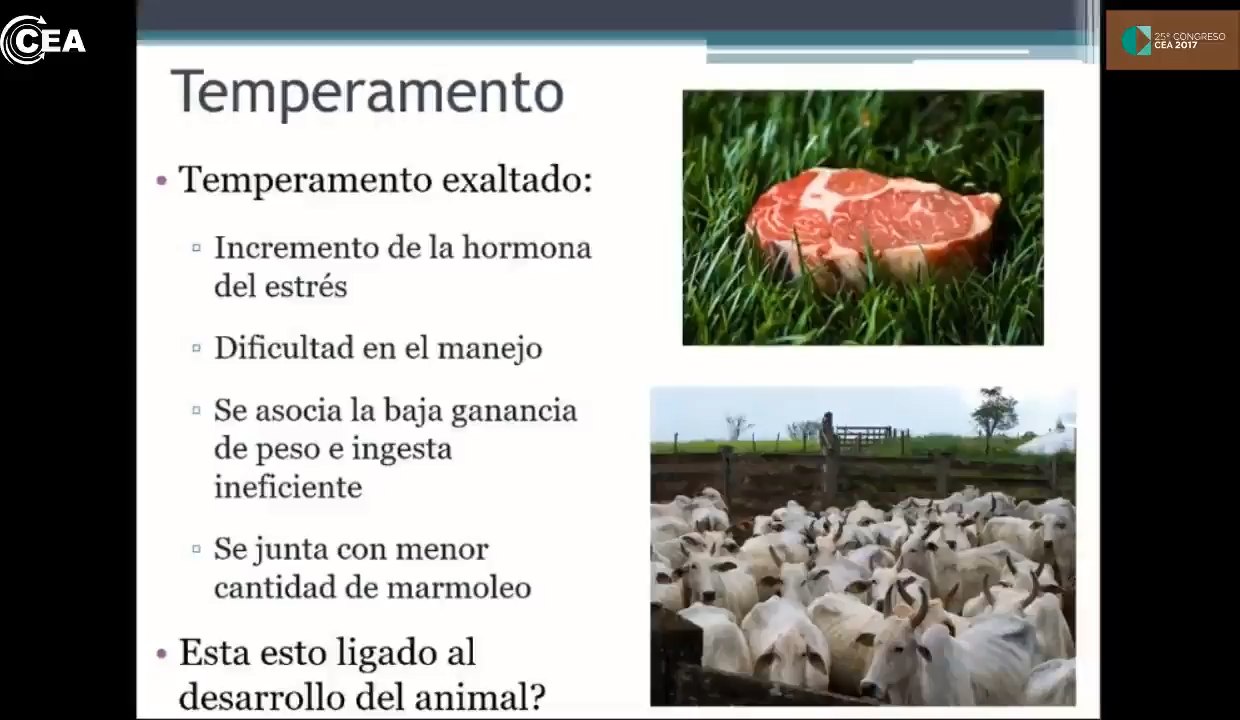 CEA
25º CONGRESO
CEA 2017
Temperamento
• Temperamento exaltado:
▫ Incremento de la hormona
del estrés
▫ Dificultad en el manejo
▫ Se asocia la baja ganancia
de peso e ingesta
ineficiente
▫ Se junta con menor
cantidad de marmoleo
• Esta esto ligado al
desarrollo del animal?